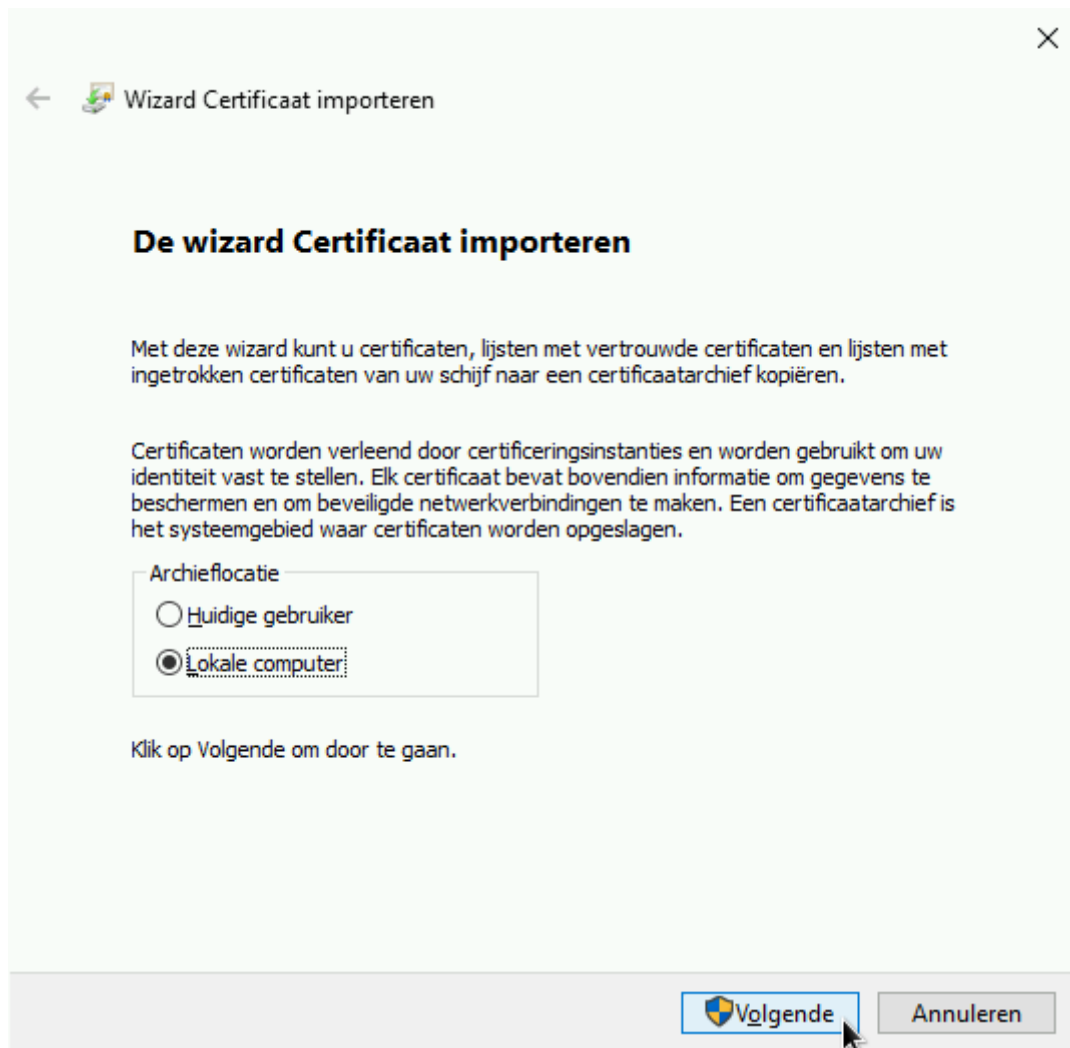 Wizard Certificaat importeren
De wizard Certificaat importeren
Met deze wizard kunt u certificaten, lijsten met vertrouwde certificaten en lijsten met
ingetrokken certificaten van uw schijf naar een certificaatarchief kopiëren.
Certificaten worden verleend door certificeringsinstanties en worden gebruikt om uw
identiteit vast te stellen. Elk certificaat bevat bovendien informatie om gegevens te
beschermen en om beveiligde netwerkverbindingen te maken. Een certificaatarchief is
het systeemgebied waar certificaten worden opgeslagen.
Archieflocatie
Huidige gebruiker
Lokale computer
Klik op Volgende om door te gaan.
Volgende
Annuleren